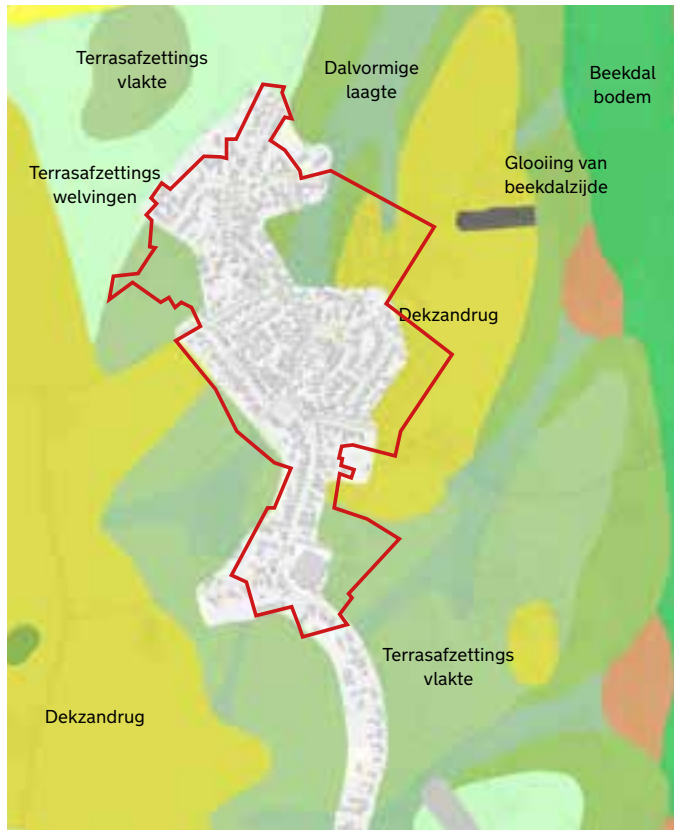 Terrasafzettings
vlakte
Dalvormige
laagte
Beekdal
bodem
Terrasafzettings
welvingen
Glooiing van
beekdalzijde
Dekzandrug
Terrasafzettings
vlakte
Dekzandrug